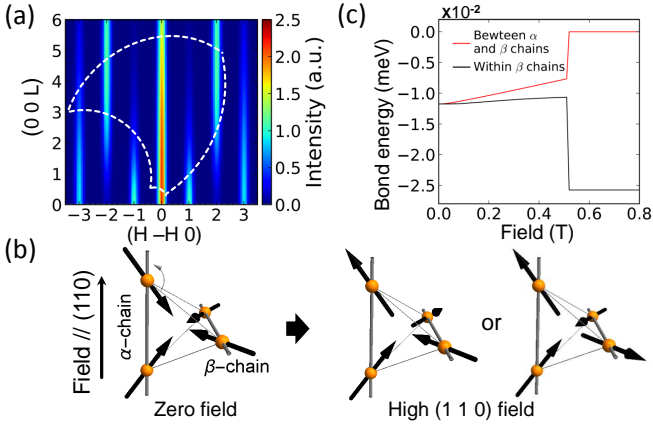 (a)
(0 0 L)
6
5
4
3
2
1
0
−3 −2 −1 0 1 2 3
(H −H 0)
2.5
2.0
1.5
1.0
0.5
0.0
Intensity (a.u.)
(c)
×10⁻²
Bond energy (meV)
0.0
−0.5
−1.0
−1.5
−2.0
−2.5
Bewteen α
and β chains
Within β chains
0.0 0.2 0.4 0.6 0.8
Field (T)
(b)
Field // (110)
α−chain
β−chain
Zero field
or
High (1 1 0) field